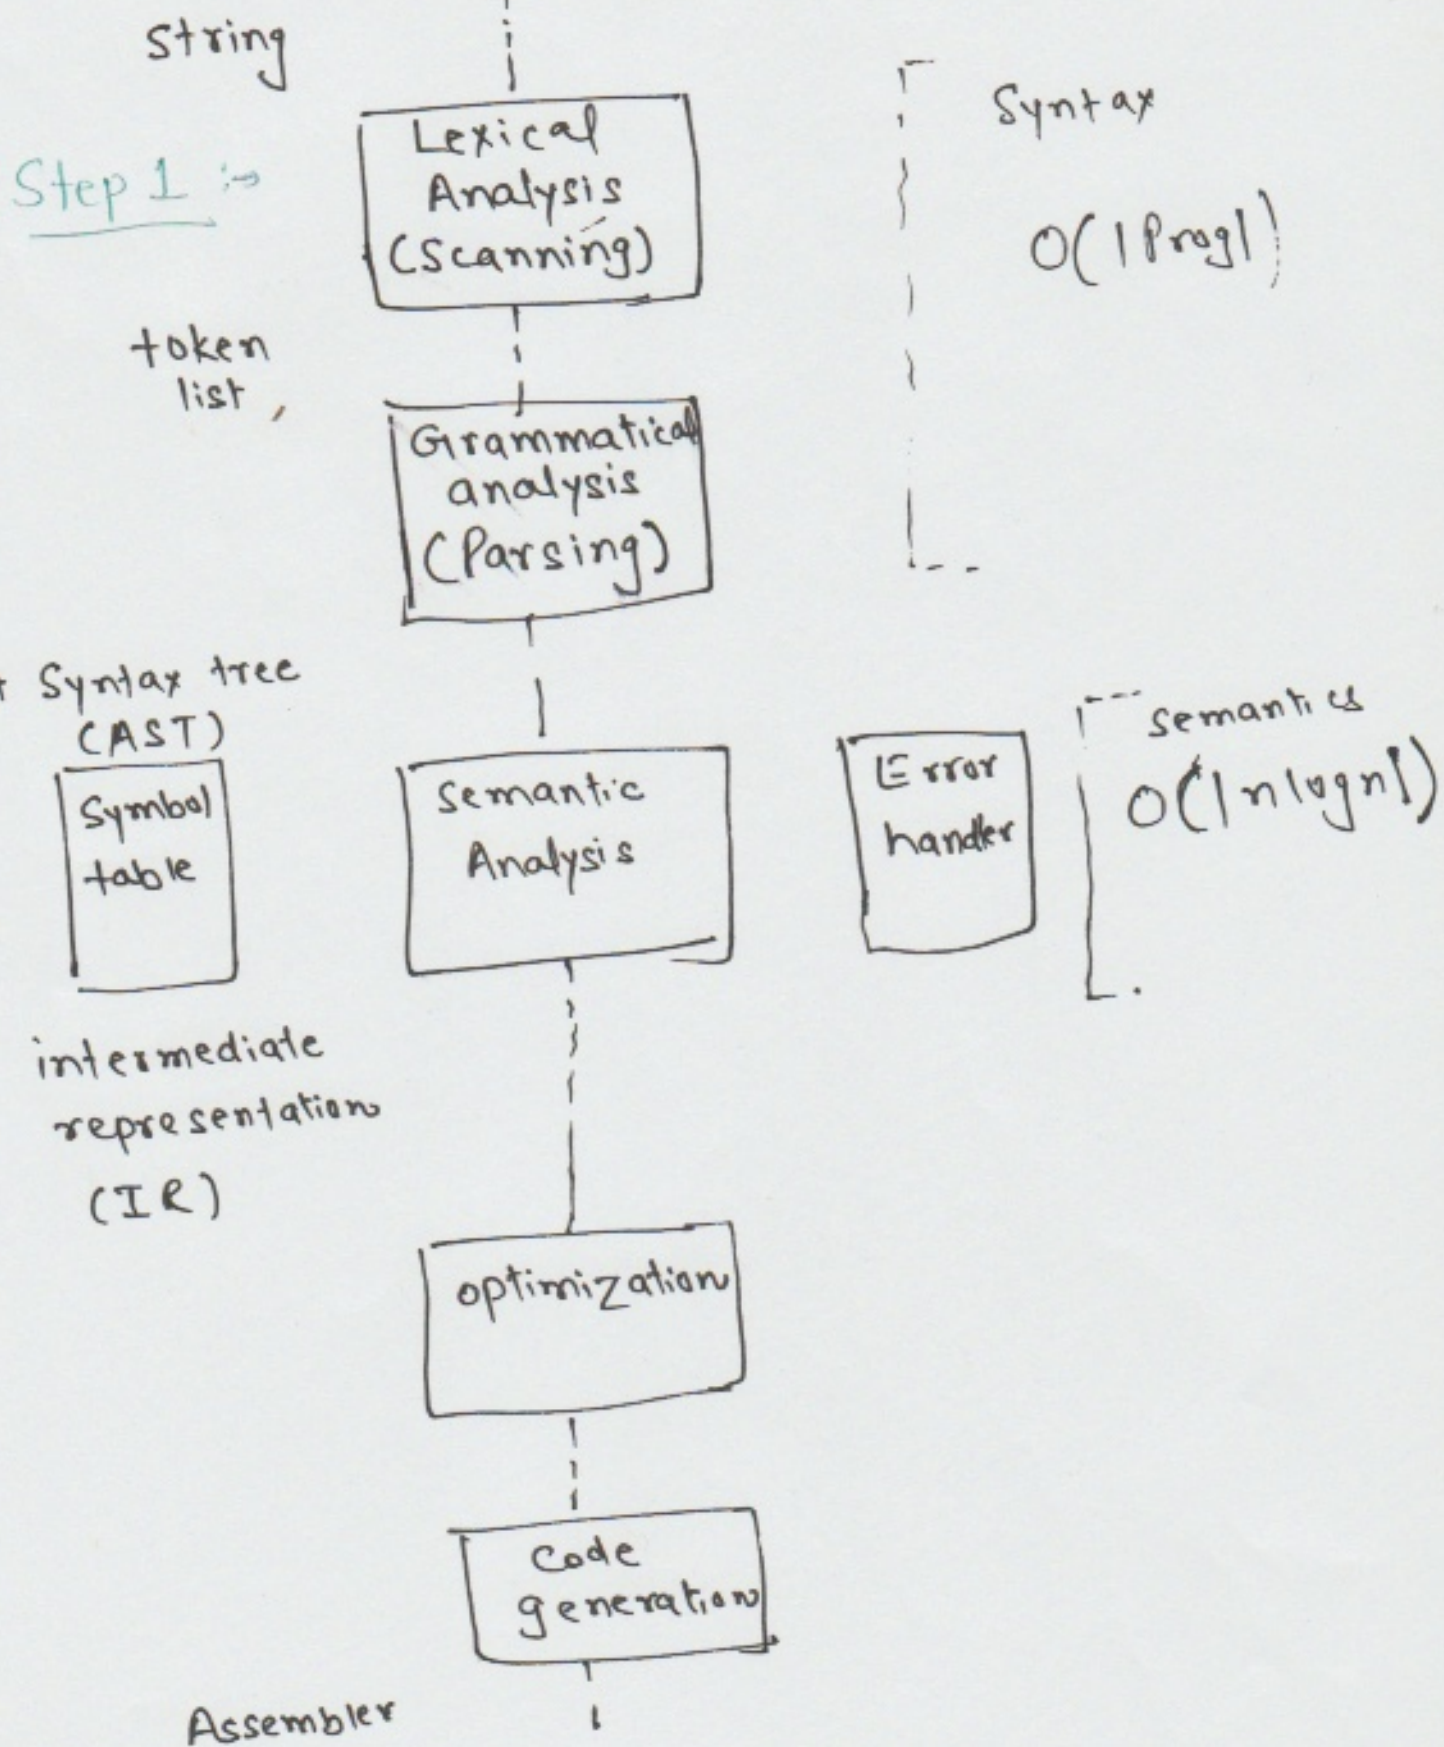 String
Lexical
Analysis
(Scanning)
Syntax
O(|Prog|)
Step 1 :→
token
list,
Grammatical
analysis
(Parsing)
Syntax tree
(AST)
Symbol
table
Semantic
Analysis
Error
handler
Semantics
O(|nlogn|)
intermediate
representation
(IR)
optimization
Code
generation
Assembler